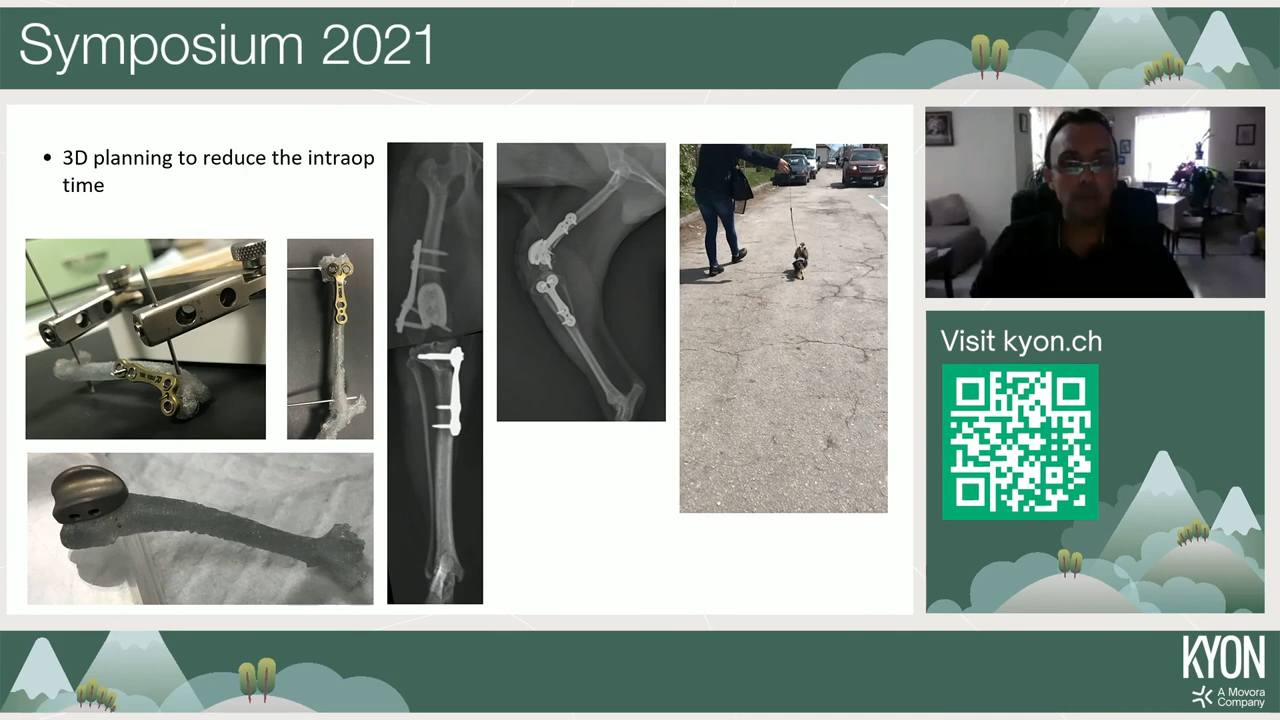 Symposium 2021
• 3D planning to reduce the intraop
time
Visit kyon.ch
KYON
A Movora
Company